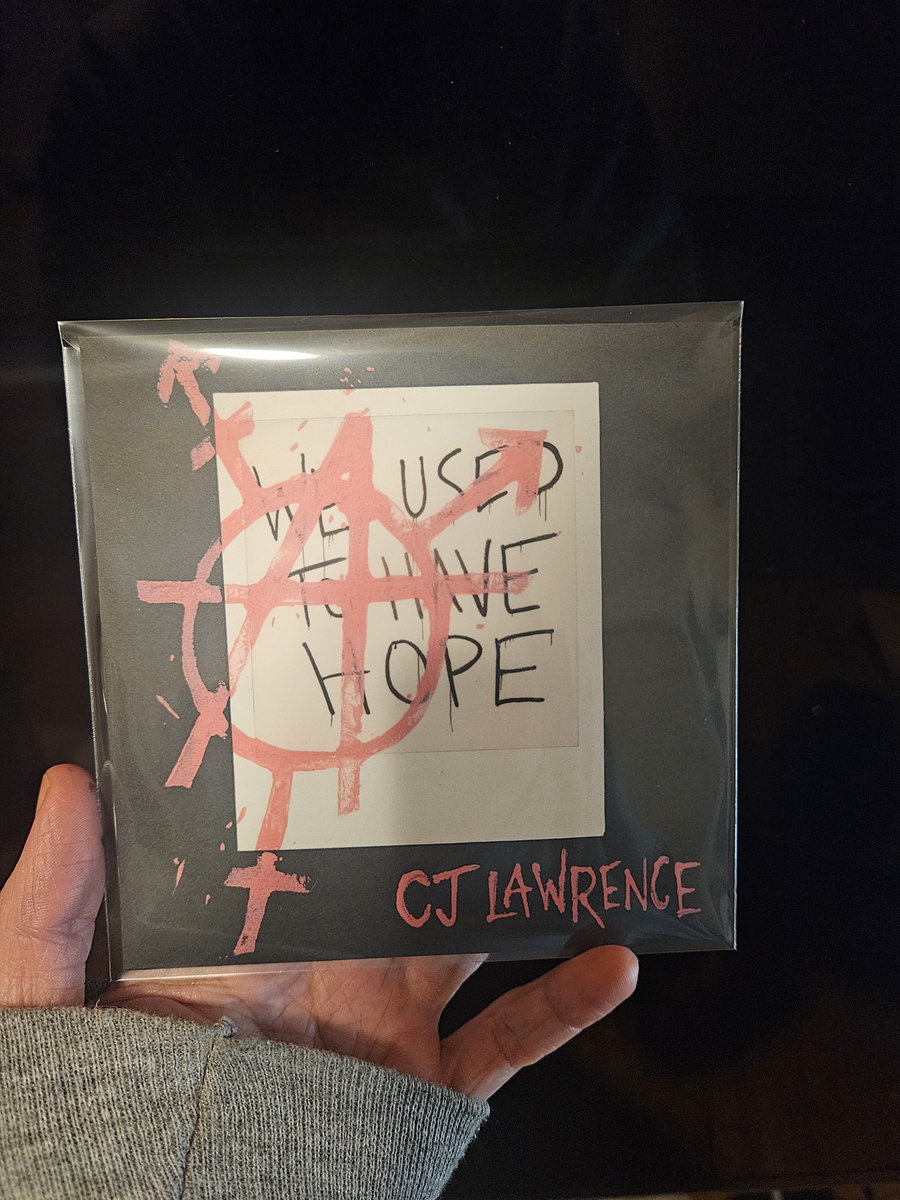 WE USED
TO HAVE
HOPE
CJ LAWRENCE